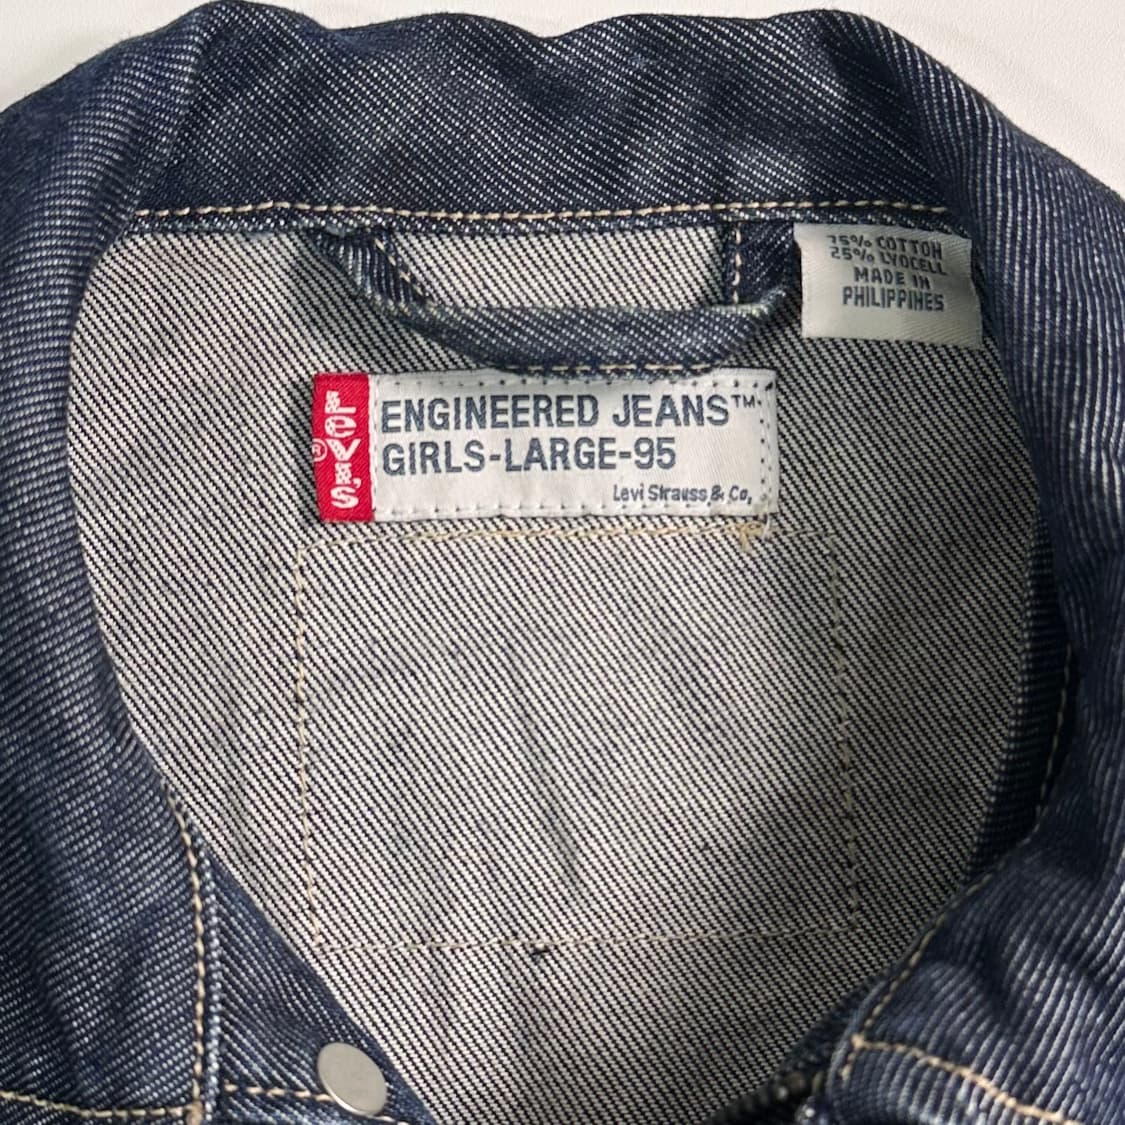 75% COTTON
25% LYOCELL
MADE IN
PHILIPPINES
LEVI'S
®
ENGINEERED JEANS™
GIRLS-LARGE-95
Levi Strauss & Co,